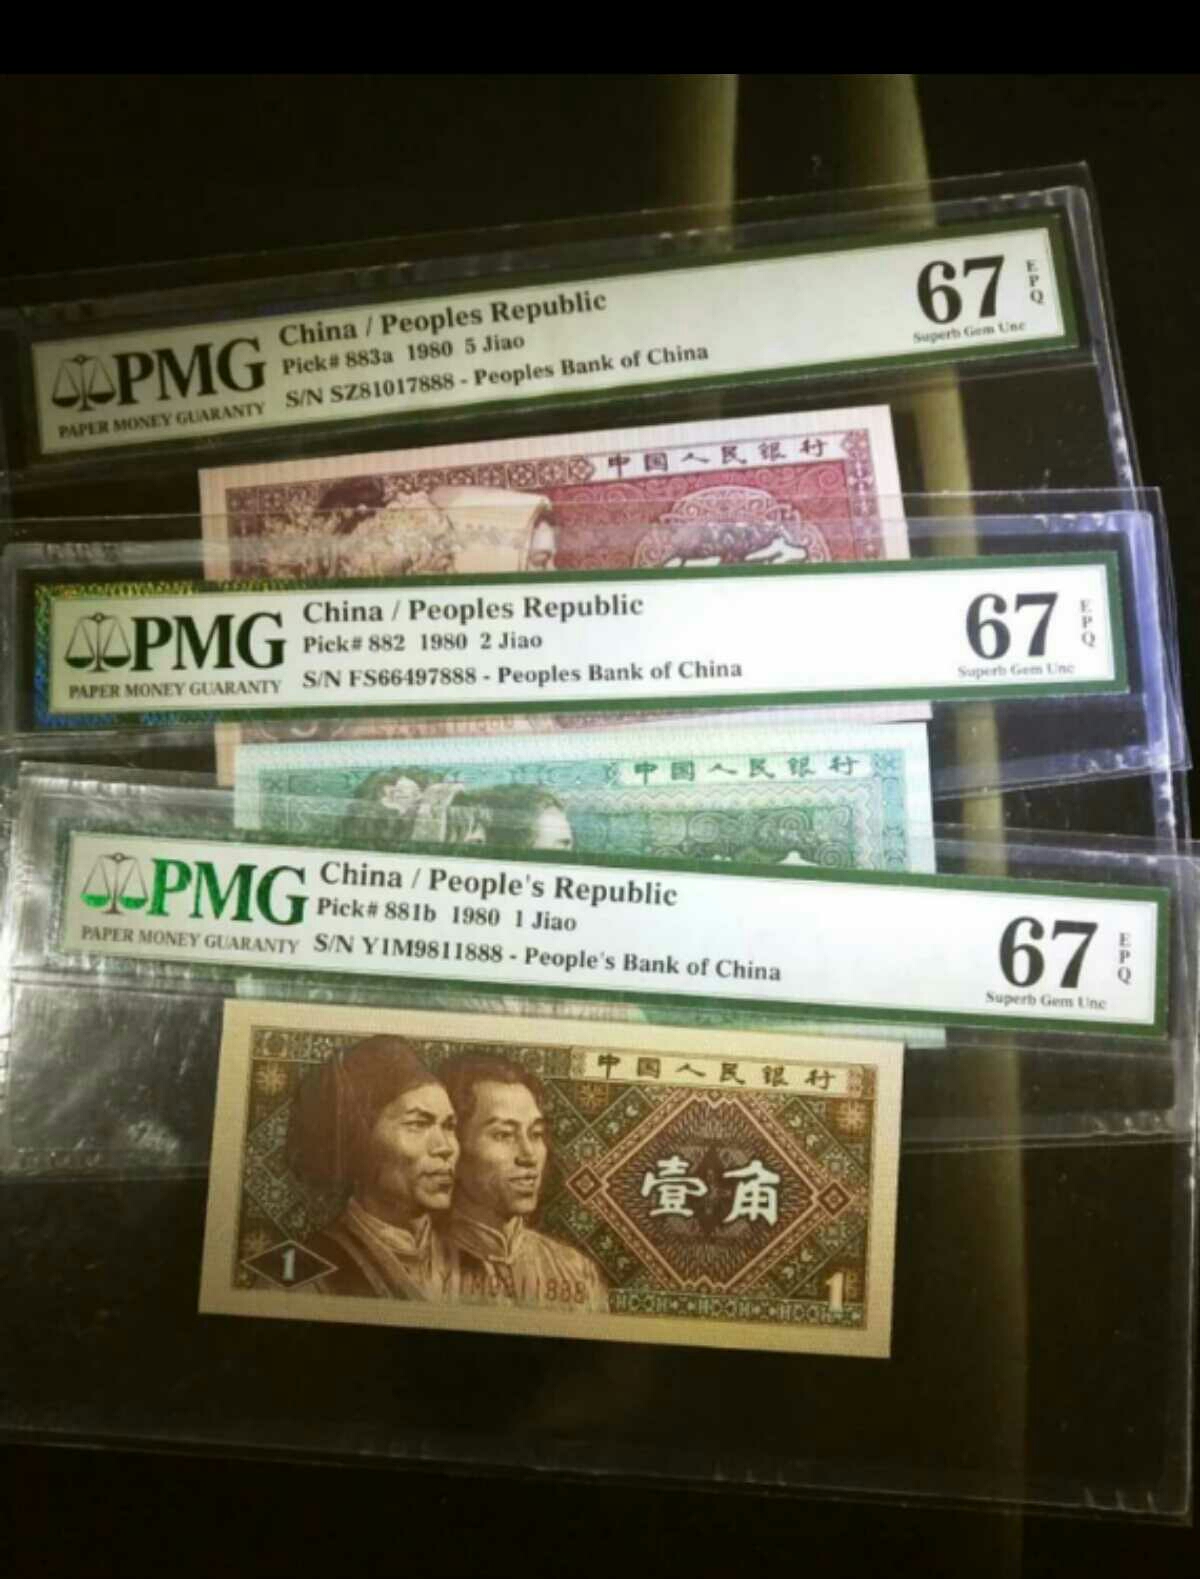 China / Peoples Republic
Pick# 883a 1980 5 Jiao
S/N SZ81017888 - Peoples Bank of China
PMG
PAPER MONEY GUARANTY
67
EPQ
Superb Gem Unc
中国人民银行
China / Peoples Republic
Pick# 882 1980 2 Jiao
S/N FS66497888 - Peoples Bank of China
PMG
PAPER MONEY GUARANTY
67
EPQ
Superb Gem Unc
中国人民银行
China / People's Republic
Pick# 881b 1980 1 Jiao
S/N Y1M9811888 - People's Bank of China
PMG
PAPER MONEY GUARANTY
67
EPQ
Superb Gem Unc
中国人民银行
壹角
1
Y1M9811888
1